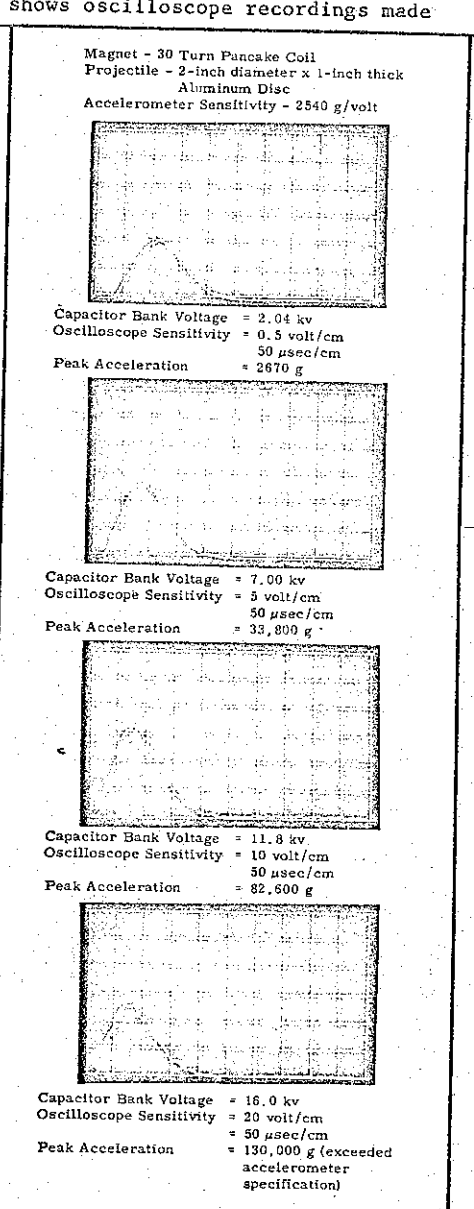 shows oscilloscope recordings made
Magnet - 30 Turn Pancake Coil
Projectile - 2-inch diameter x 1-inch thick
Aluminum Disc
Accelerometer Sensitivity - 2540 g/volt
Capacitor Bank Voltage = 2.04 kv
Oscilloscope Sensitivity = 0.5 volt/cm
50 μsec/cm
Peak Acceleration = 2670 g
Capacitor Bank Voltage = 7.00 kv
Oscilloscope Sensitivity = 5 volt/cm
50 μsec/cm
Peak Acceleration = 33,800 g
Capacitor Bank Voltage = 11.8 kv
Oscilloscope Sensitivity = 10 volt/cm
50 μsec/cm
Peak Acceleration = 82,600 g
Capacitor Bank Voltage = 16.0 kv
Oscilloscope Sensitivity = 20 volt/cm
= 50 μsec/cm
Peak Acceleration = 130,000 g (exceeded
accelerometer
specification)